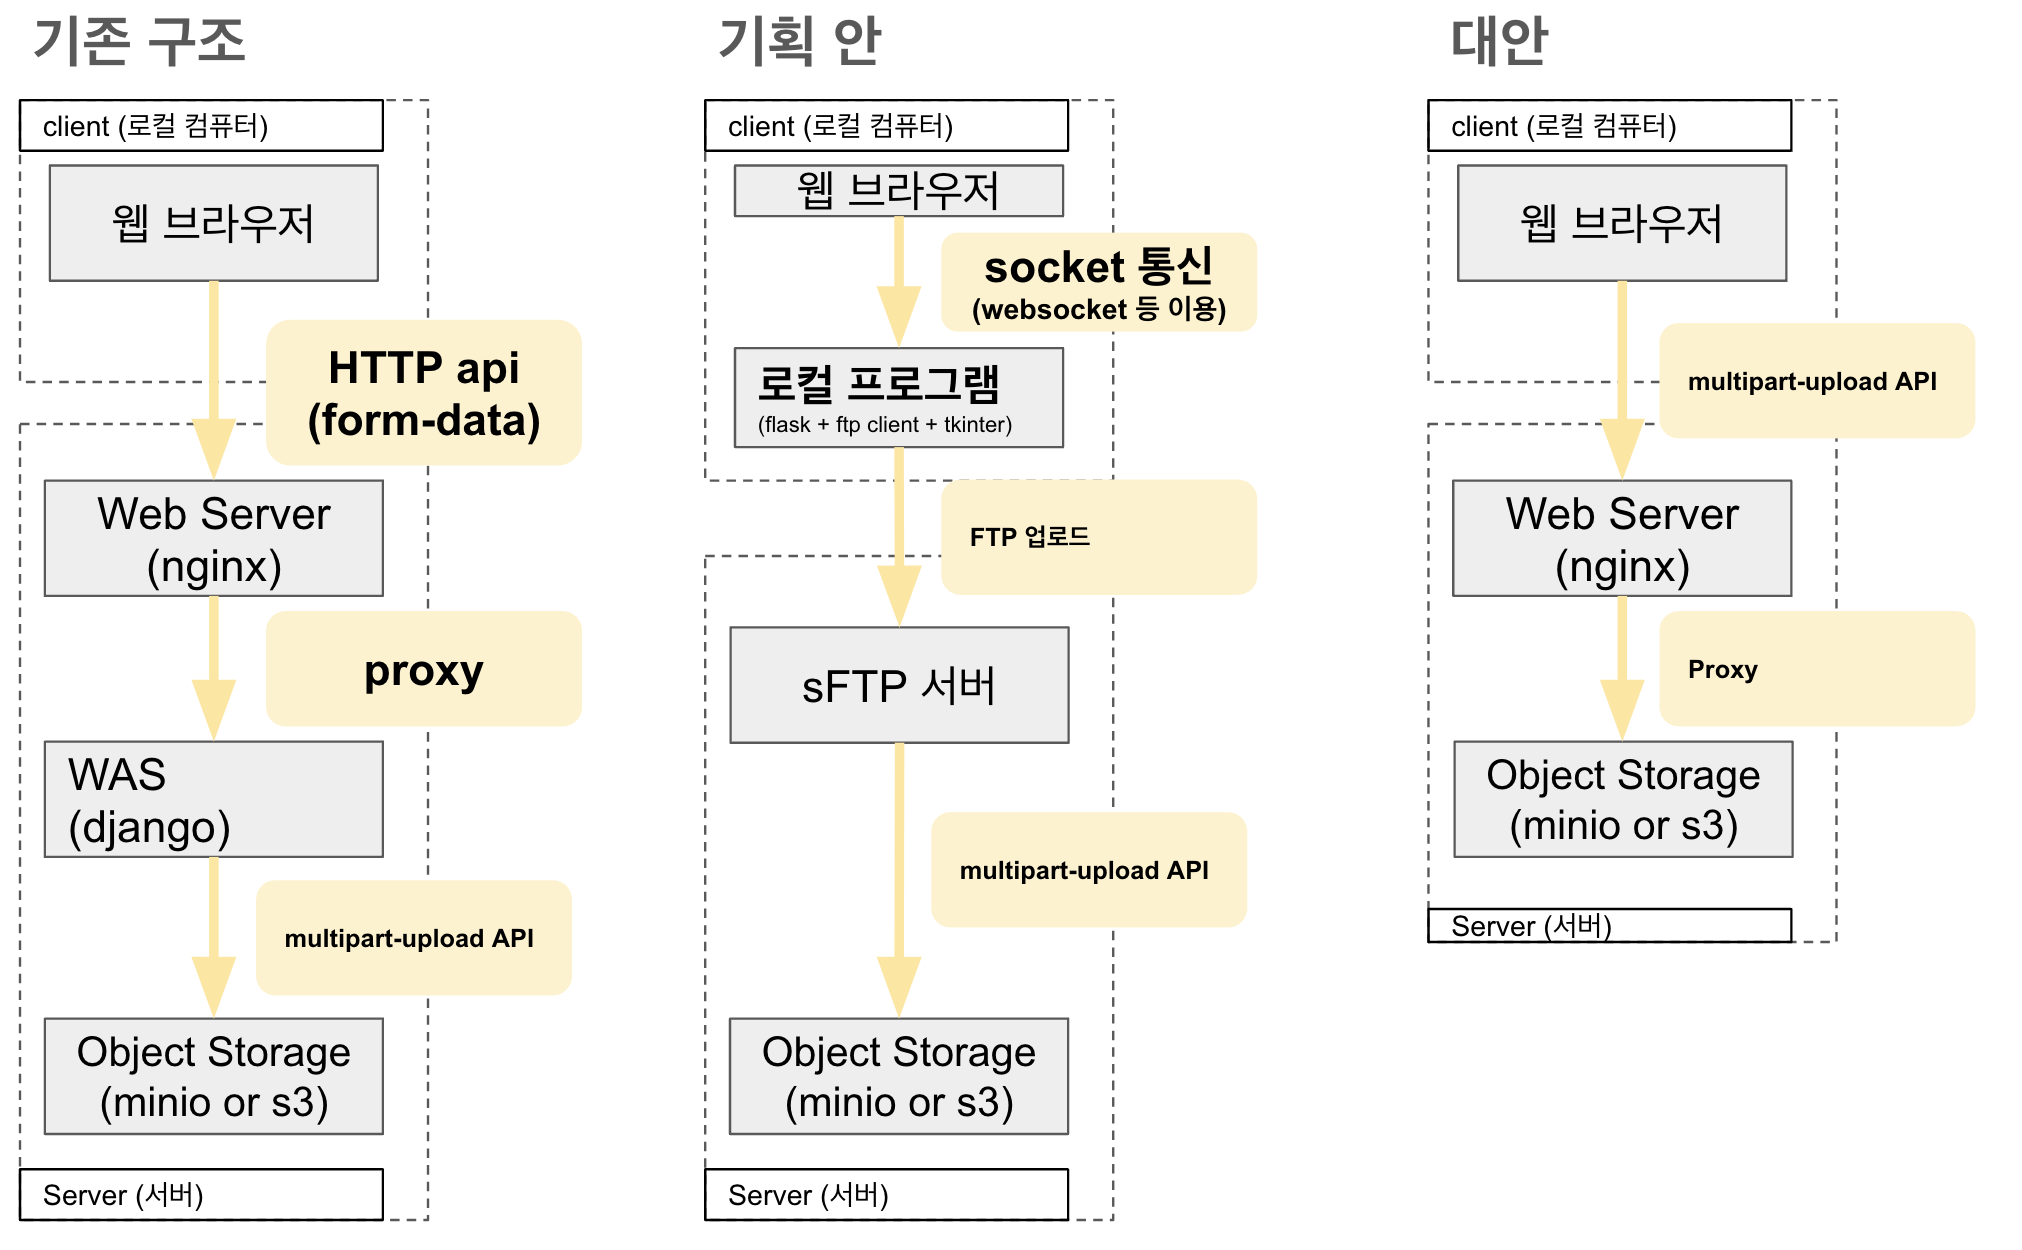 기존 구조
client (로컬 컴퓨터)
웹 브라우저
HTTP api
(form-data)
Web Server
(nginx)
proxy
WAS
(django)
multipart-upload API
Object Storage
(minio or s3)
Server (서버)
기획 안
client (로컬 컴퓨터)
웹 브라우저
socket 통신
(websocket 등 이용)
로컬 프로그램
(flask + ftp client + tkinter)
FTP 업로드
sFTP 서버
multipart-upload API
Object Storage
(minio or s3)
Server (서버)
대안
client (로컬 컴퓨터)
웹 브라우저
multipart-upload API
Web Server
(nginx)
Proxy
Object Storage
(minio or s3)
Server (서버)